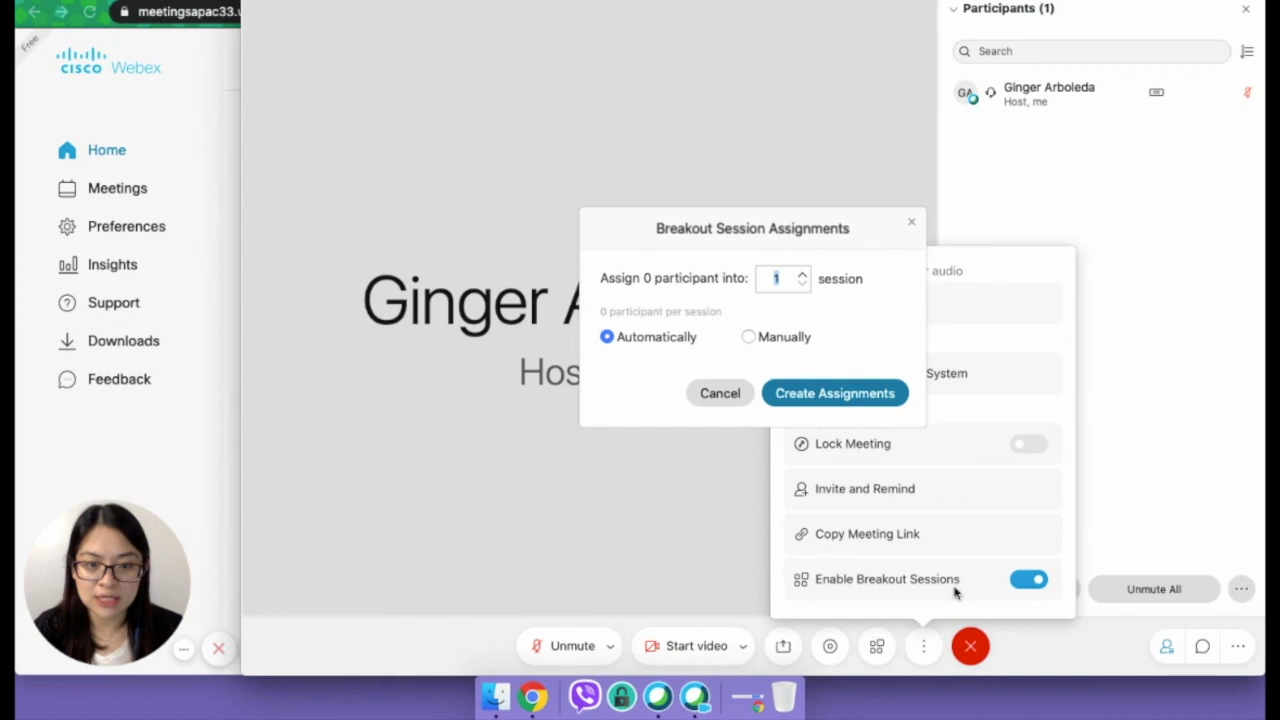 meetingsapac33.
Free
CISCO Webex
Home
Meetings
Preferences
Insights
Support
Downloads
Feedback
Ginger A
Hos
Participants (1)
Search
GA
Ginger Arboleda
Host, me
Breakout Session Assignments
Assign 0 participant into: 1 session
0 participant per session
Automatically
Manually
Cancel
Create Assignments
audio
System
Lock Meeting
Invite and Remind
Copy Meeting Link
Enable Breakout Sessions
Unmute All
Unmute
Start video